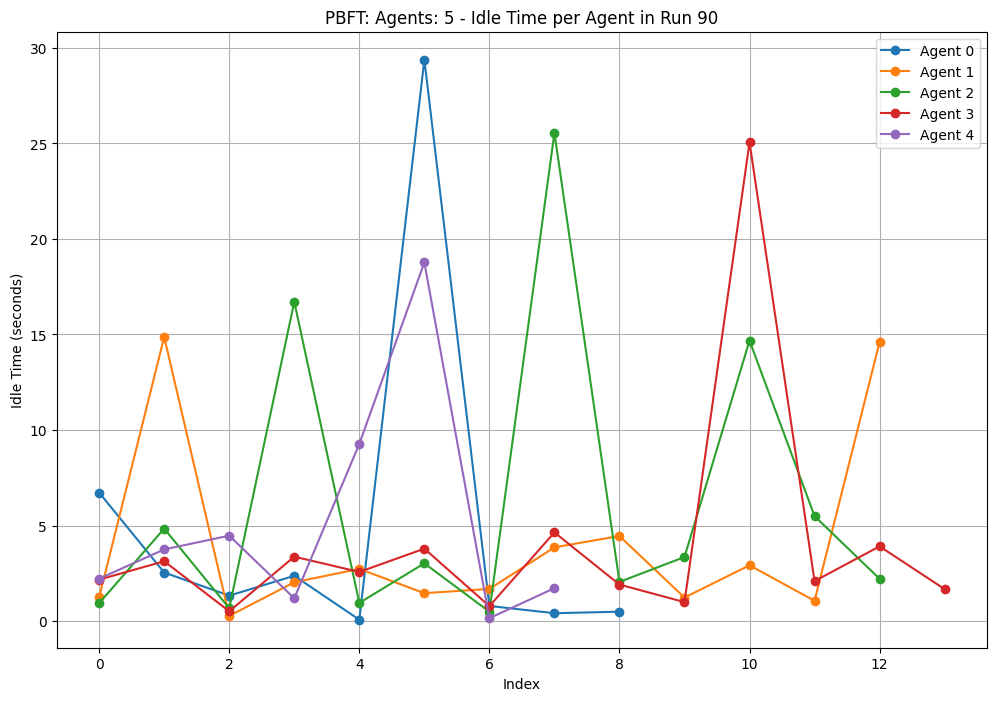 PBFT: Agents: 5 - Idle Time per Agent in Run 90
Agent 0
Agent 1
Agent 2
Agent 3
Agent 4
30
25
20
15
10
5
0
Idle Time (seconds)
0 2 4 6 8 10 12
Index